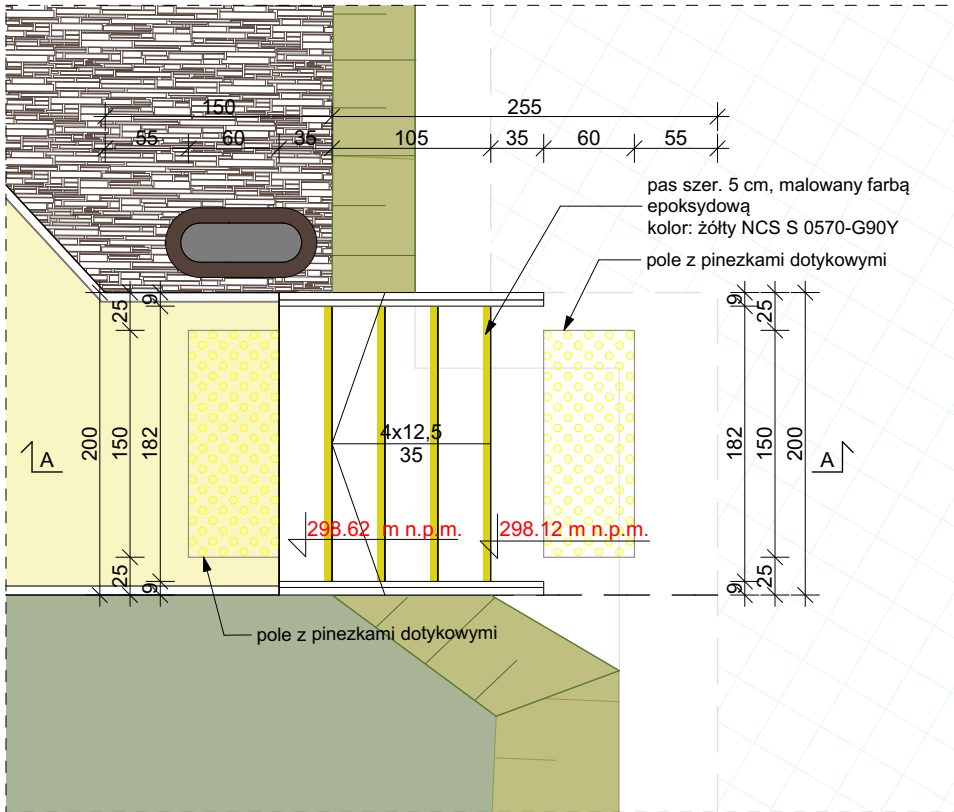 150
255
55
60
35
105
35
60
55
pas szer. 5 cm, malowany farbą
epoksydową
kolor: żółty NCS S 0570-G90Y
pole z pinezkami dotykowymi
25
9
9
25
A
200
150
182
4x12,5
35
182
150
200
A
298.62 m n.p.m.
298.12 m n.p.m.
25
9
9
25
pole z pinezkami dotykowymi